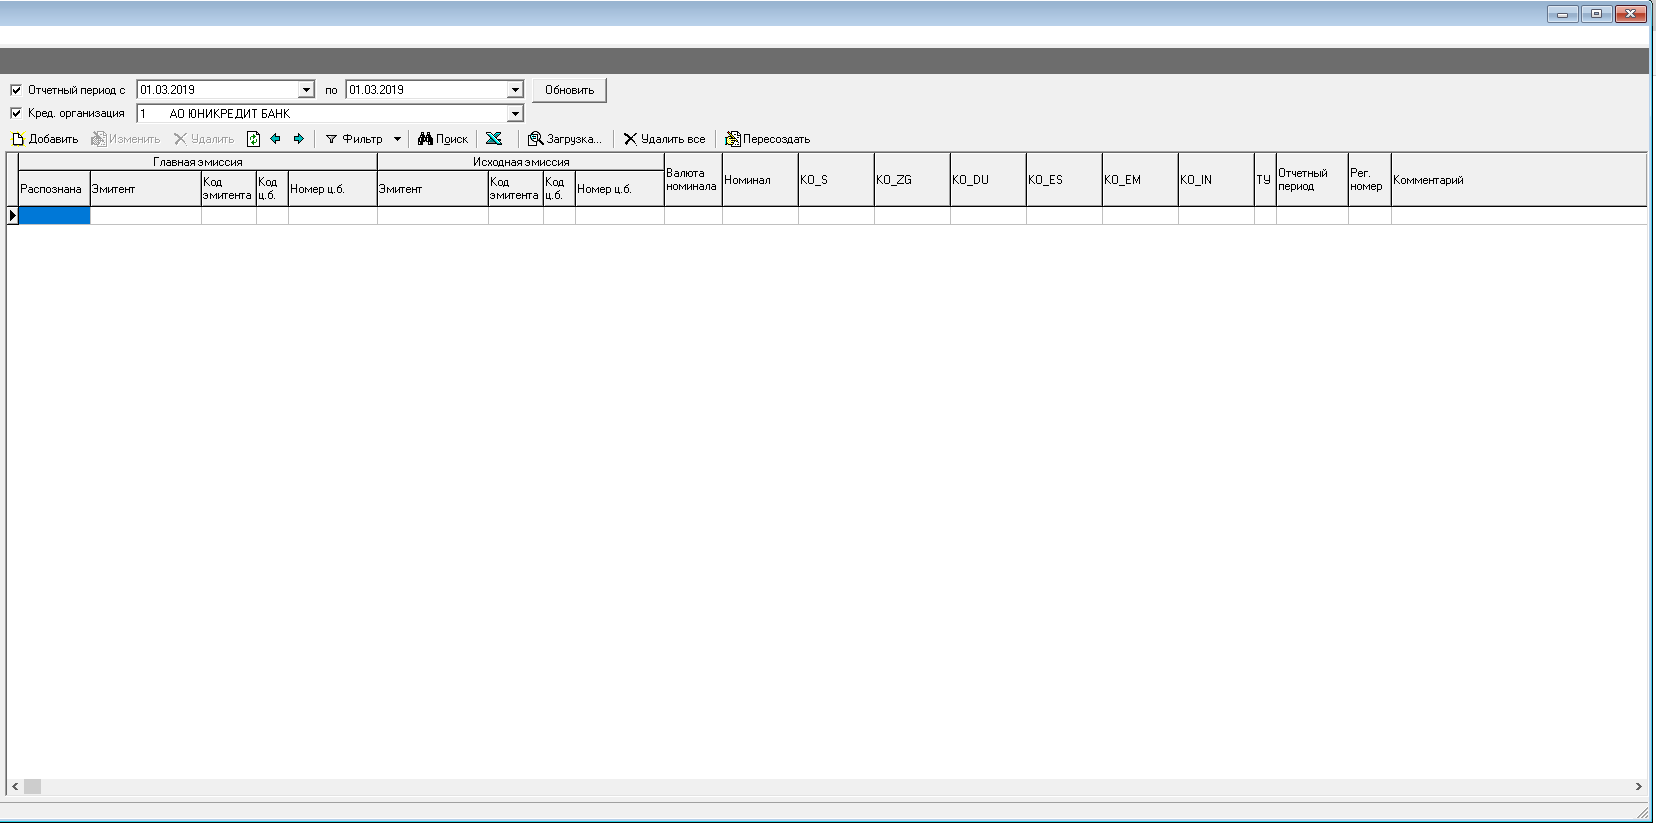 Отчетный период с 01.03.2019 по 01.03.2019 Обновить
Кред. организация 1 АО ЮНИКРЕДИТ БАНК
Добавить Изменить Удалить Фильтр Поиск Загрузка... Удалить все Пересоздать
Главная эмиссия Исходная эмиссия
Распознана Эмитент Код эмитента Код ц.б. Номер ц.б. Эмитент Код эмитента Код ц.б. Номер ц.б. Валюта номинала Номинал KO_S KO_ZG KO_DU KO_ES KO_EM KO_IN ТУ Отчетный период Рег. номер Комментарий